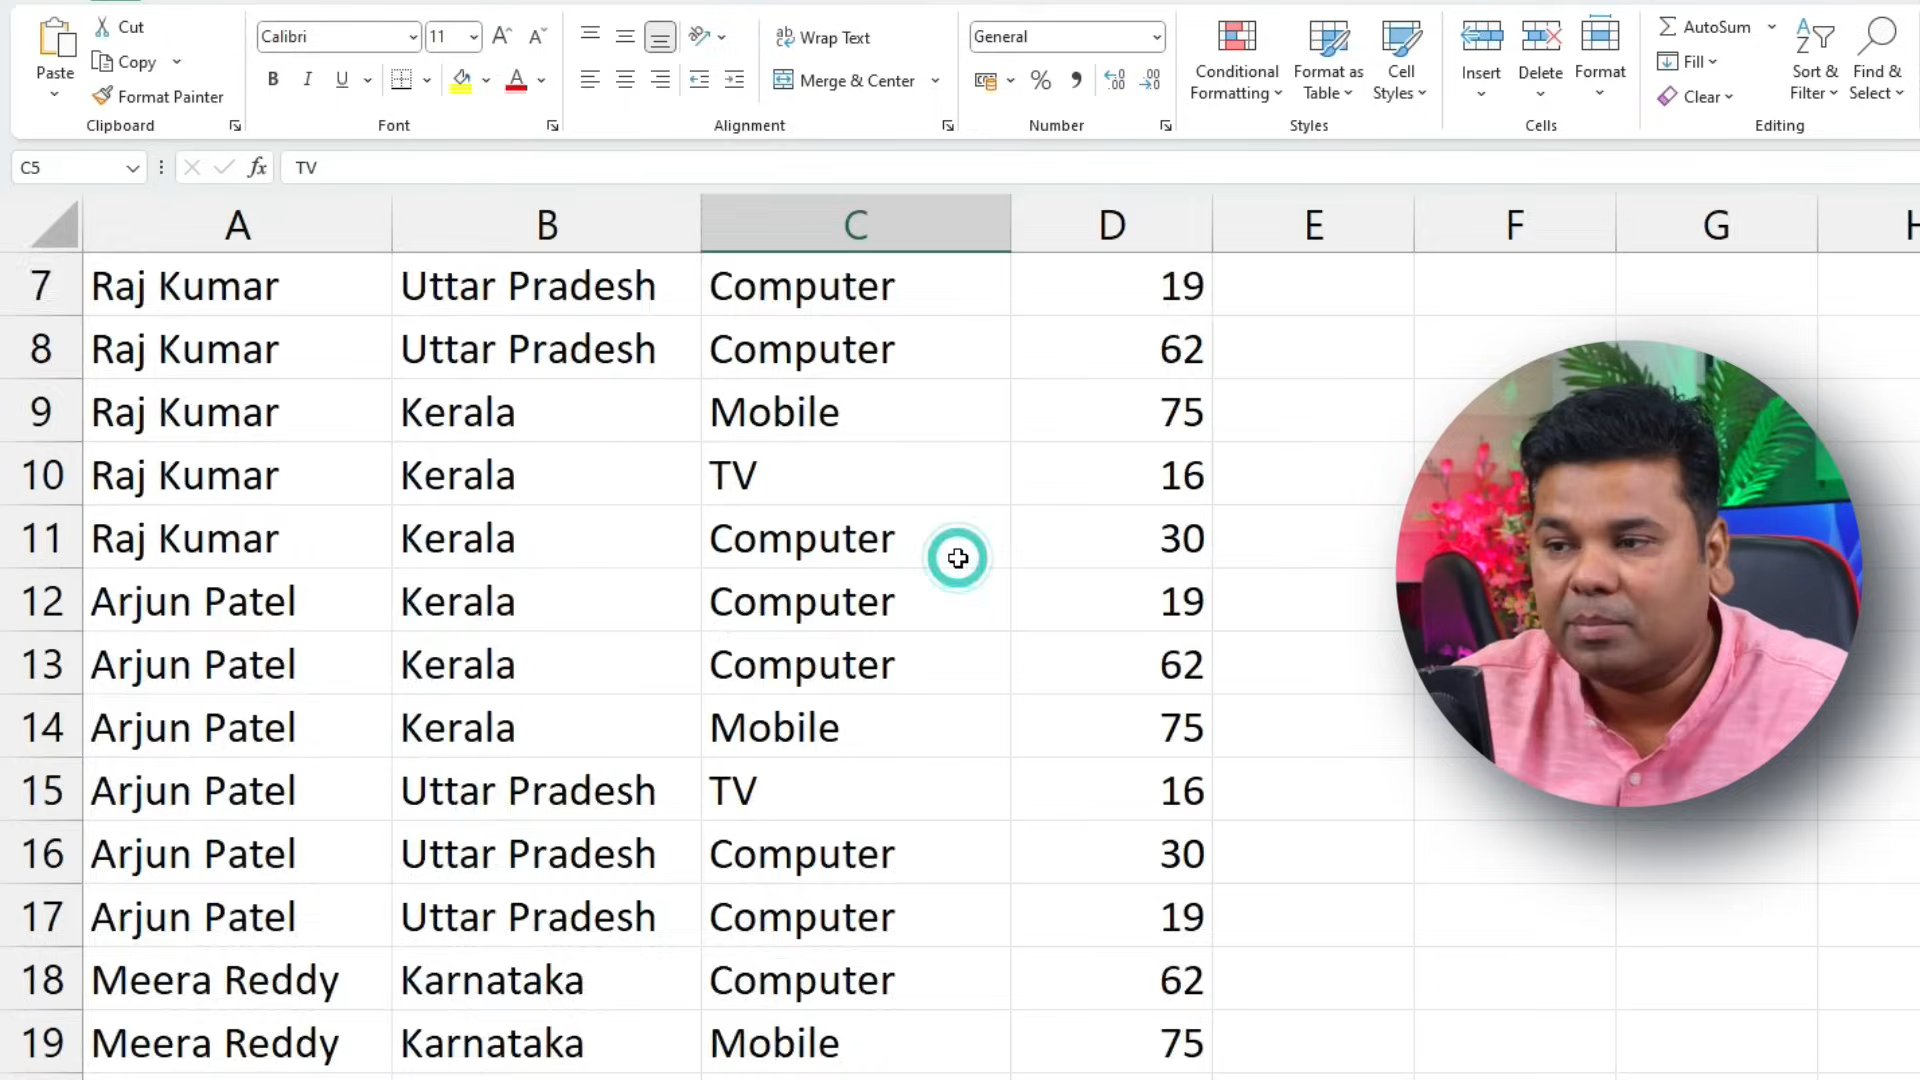 Cut
Calibri
11
Wrap Text
General
Copy
Paste
B I U
Merge & Center
Conditional Formatting
Format as Table
Cell Styles
Insert
Delete
Format
AutoSum
Fill
Clear
Sort & Filter
Find & Select
Format Painter
Clipboard
Font
Alignment
Number
Styles
Cells
Editing
C5
fx
TV
A B C D E F G H
7 Raj Kumar Uttar Pradesh Computer 19
8 Raj Kumar Uttar Pradesh Computer 62
9 Raj Kumar Kerala Mobile 75
10 Raj Kumar Kerala TV 16
11 Raj Kumar Kerala Computer 30
12 Arjun Patel Kerala Computer 19
13 Arjun Patel Kerala Computer 62
14 Arjun Patel Kerala Mobile 75
15 Arjun Patel Uttar Pradesh TV 16
16 Arjun Patel Uttar Pradesh Computer 30
17 Arjun Patel Uttar Pradesh Computer 19
18 Meera Reddy Karnataka Computer 62
19 Meera Reddy Karnataka Mobile 75